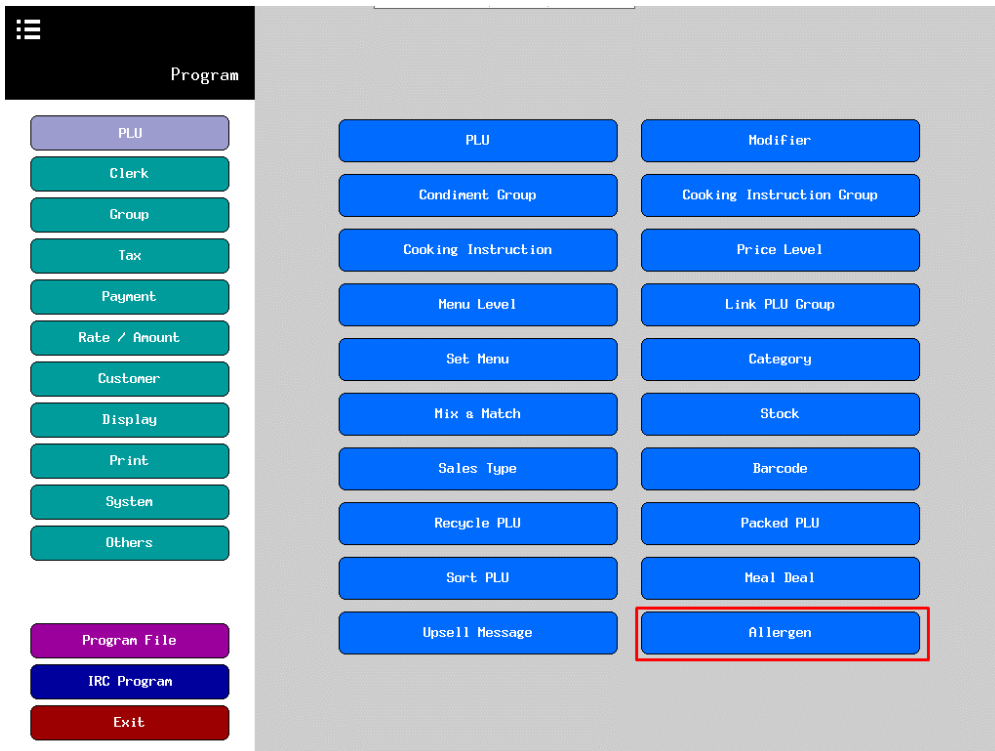 Program
PLU
Clerk
Group
Tax
Payment
Rate / Amount
Customer
Display
Print
System
Others
Program File
IRC Program
Exit
PLU
Modifier
Condiment Group
Cooking Instruction Group
Cooking Instruction
Price Level
Menu Level
Link PLU Group
Set Menu
Category
Mix & Match
Stock
Sales Type
Barcode
Recycle PLU
Packed PLU
Sort PLU
Meal Deal
Upsell Message
Allergen